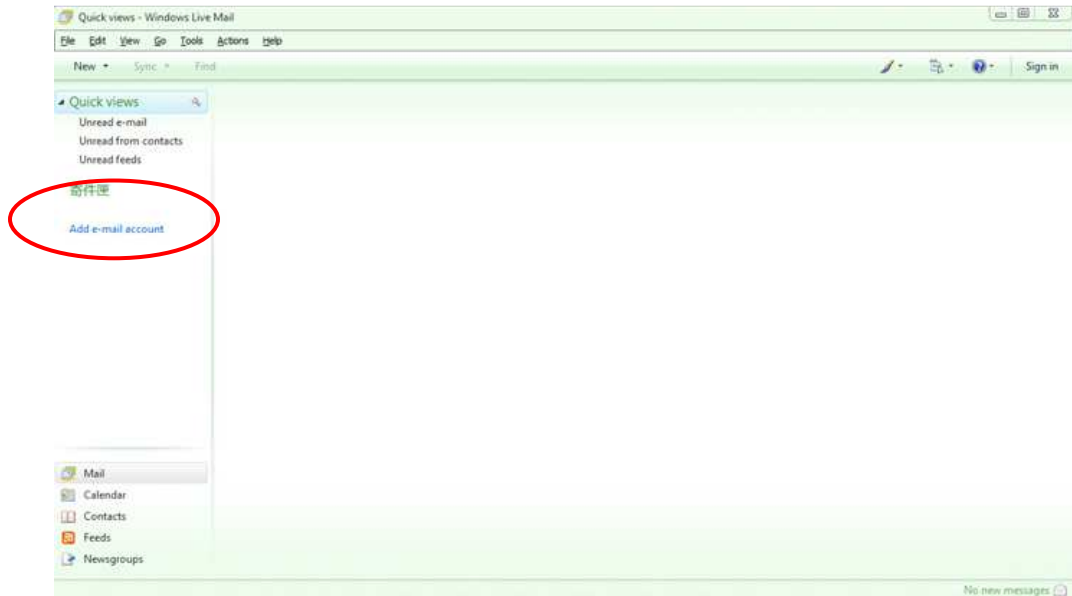 Quick views - Windows Live Mail
File Edit View Go Tools Actions Help
New Sync Find Sign in
Quick views
Unread e-mail
Unread from contacts
Unread feeds
寄件匣
Add e-mail account
Mail
Calendar
Contacts
Feeds
Newsgroups
No new messages